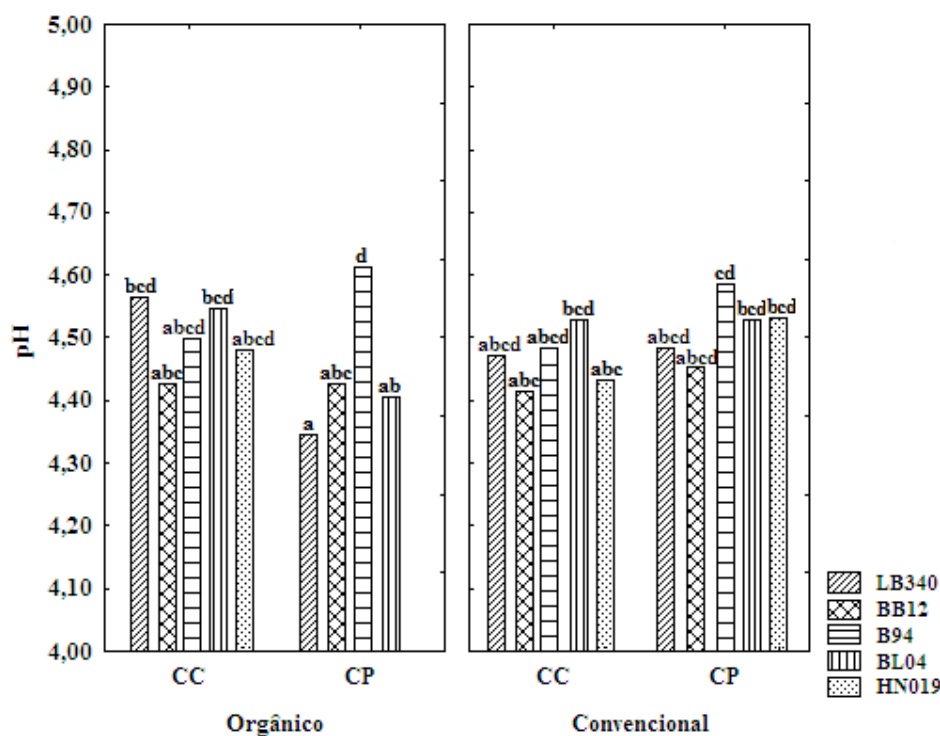 pH
5,00
4,90
4,80
4,70
4,60
4,50
4,40
4,30
4,20
4,10
4,00
bcd
abc
abcd
bcd
abcd
a
abc
d
ab
abcd
abc
abcd
bcd
abc
abcd
abcd
cd
bcd
bcd
CC
CP
CC
CP
Orgânico
Convencional
LB340
BB12
B94
BL04
HN019